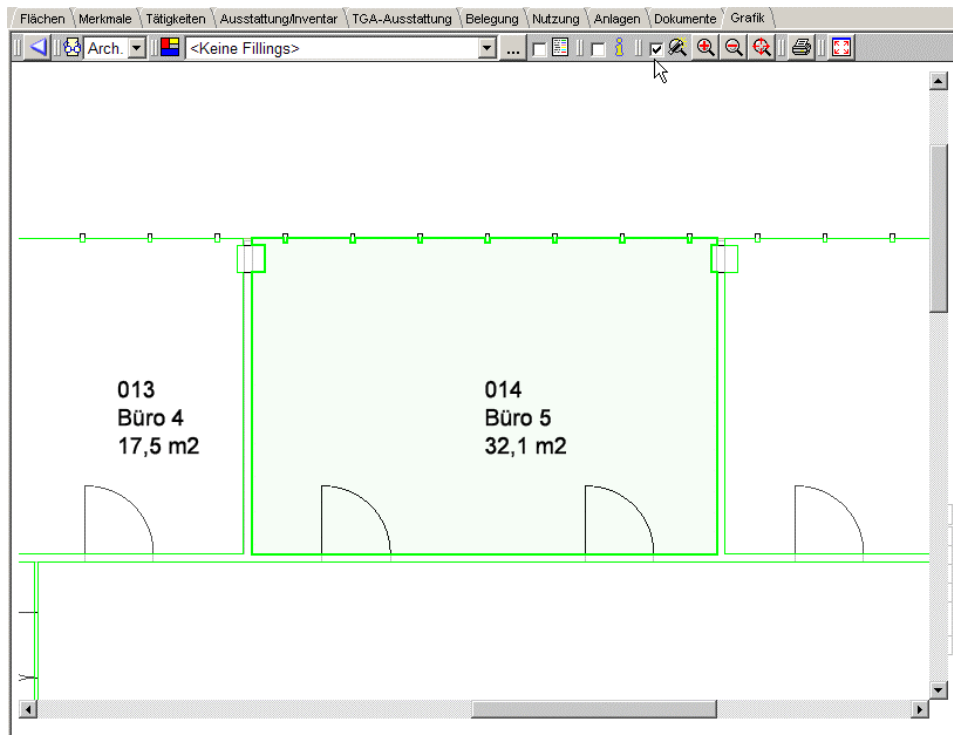 Flächen Merkmale Tätigkeiten Ausstattung/Inventar TGA-Ausstattung Belegung Nutzung Anlagen Dokumente Grafik
Arch. <Keine Fillings> ...
013
Büro 4
17,5 m2
014
Büro 5
32,1 m2